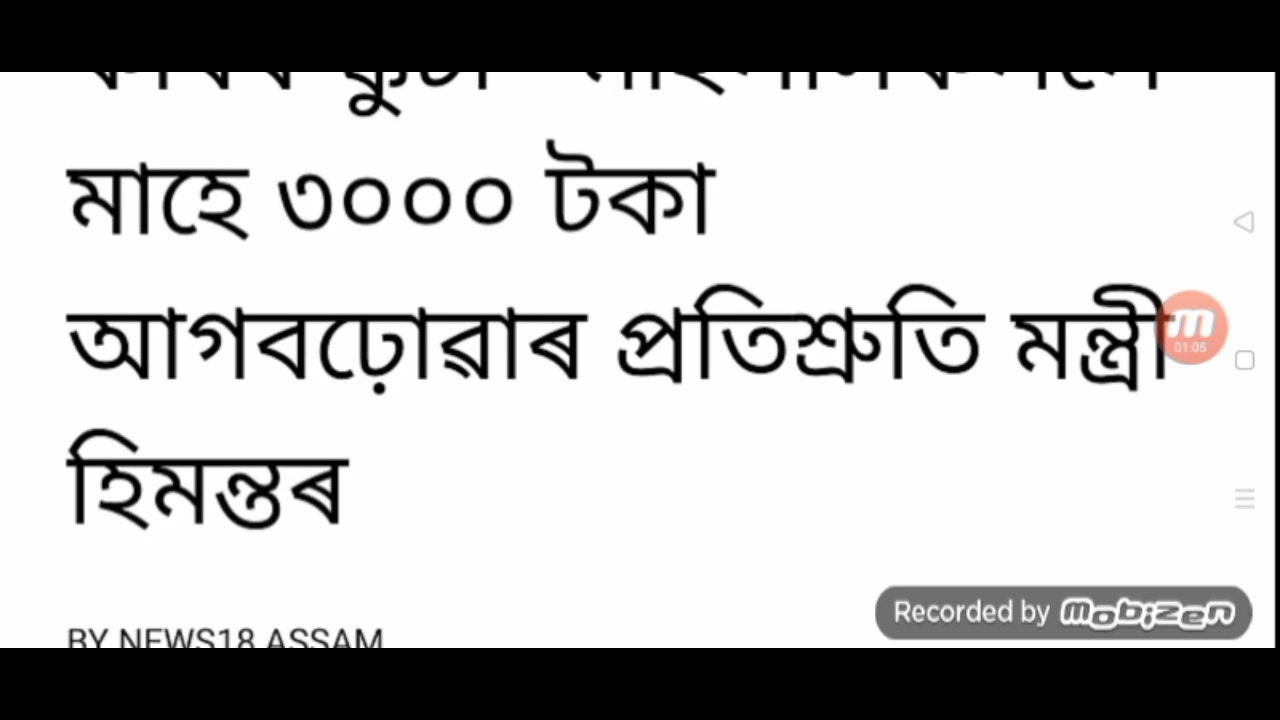 মাহে ৩০০০ টকা
আগবঢ়োৱাৰ প্ৰতিশ্ৰুতি মন্ত্ৰী
হিমন্তৰ
BY NEWS18 ASSAM
m
01:05
Recorded by mobizen